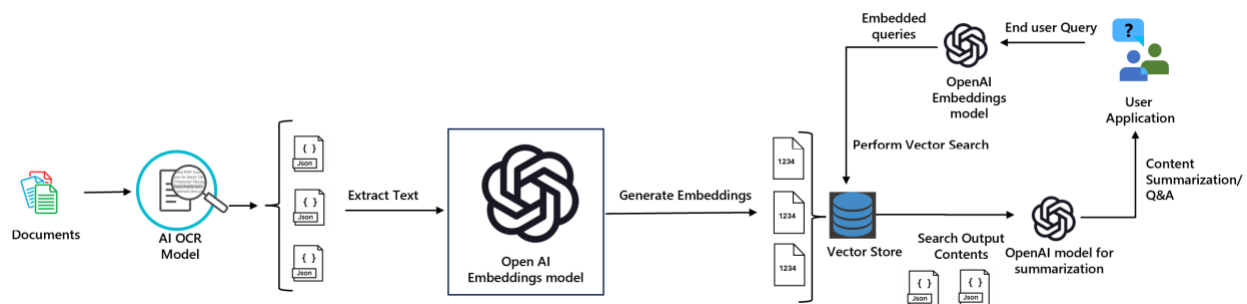 Documents
AI OCR
Model
{ }
Json
{ }
Json
{ }
Json
Extract Text
Open AI
Embeddings model
Generate Embeddings
1234
1234
1234
Embedded
queries
End user Query
?
OpenAI
Embeddings
model
User
Application
Perform Vector Search
Vector Store
Search Output
Contents
{ }
Json
{ }
Json
OpenAI model for
summarization
Content
Summarization/
Q&A